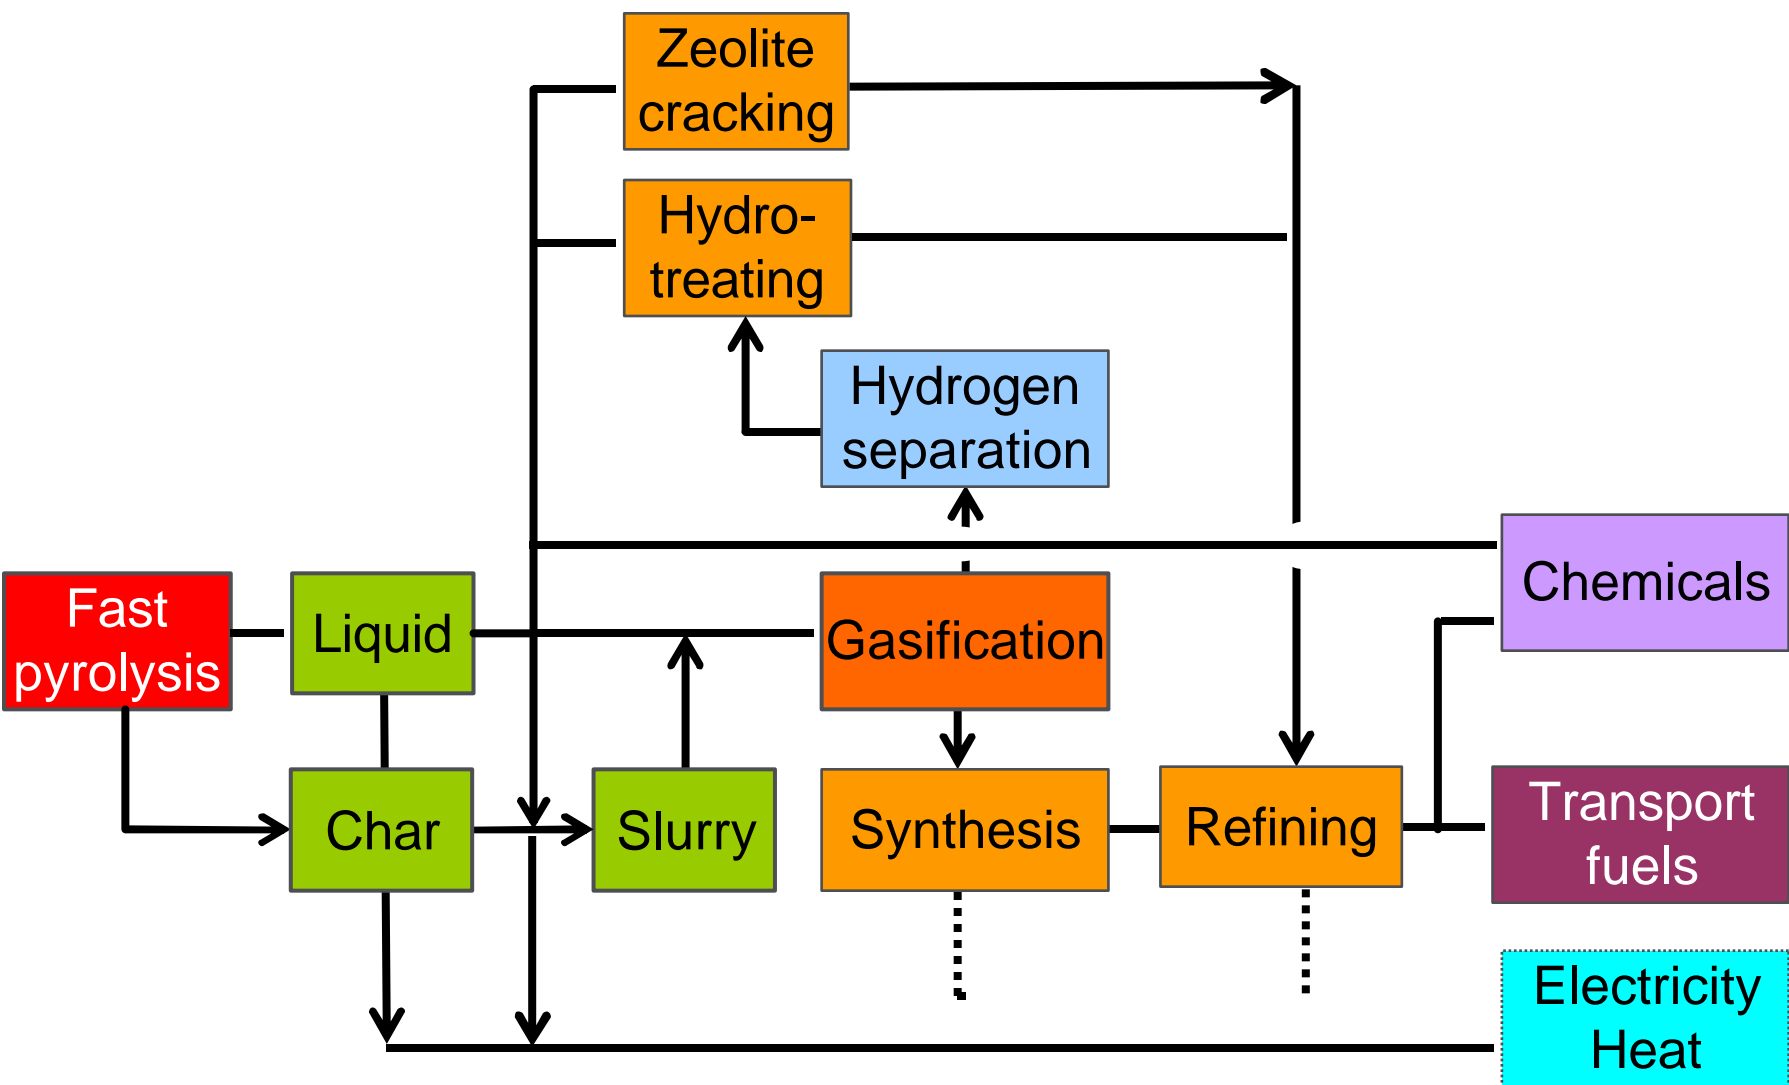 Zeolite
cracking
Hydro-
treating
Hydrogen
separation
Chemicals
Fast
pyrolysis
Liquid
Gasification
Char
Slurry
Synthesis
Refining
Transport
fuels
Electricity
Heat